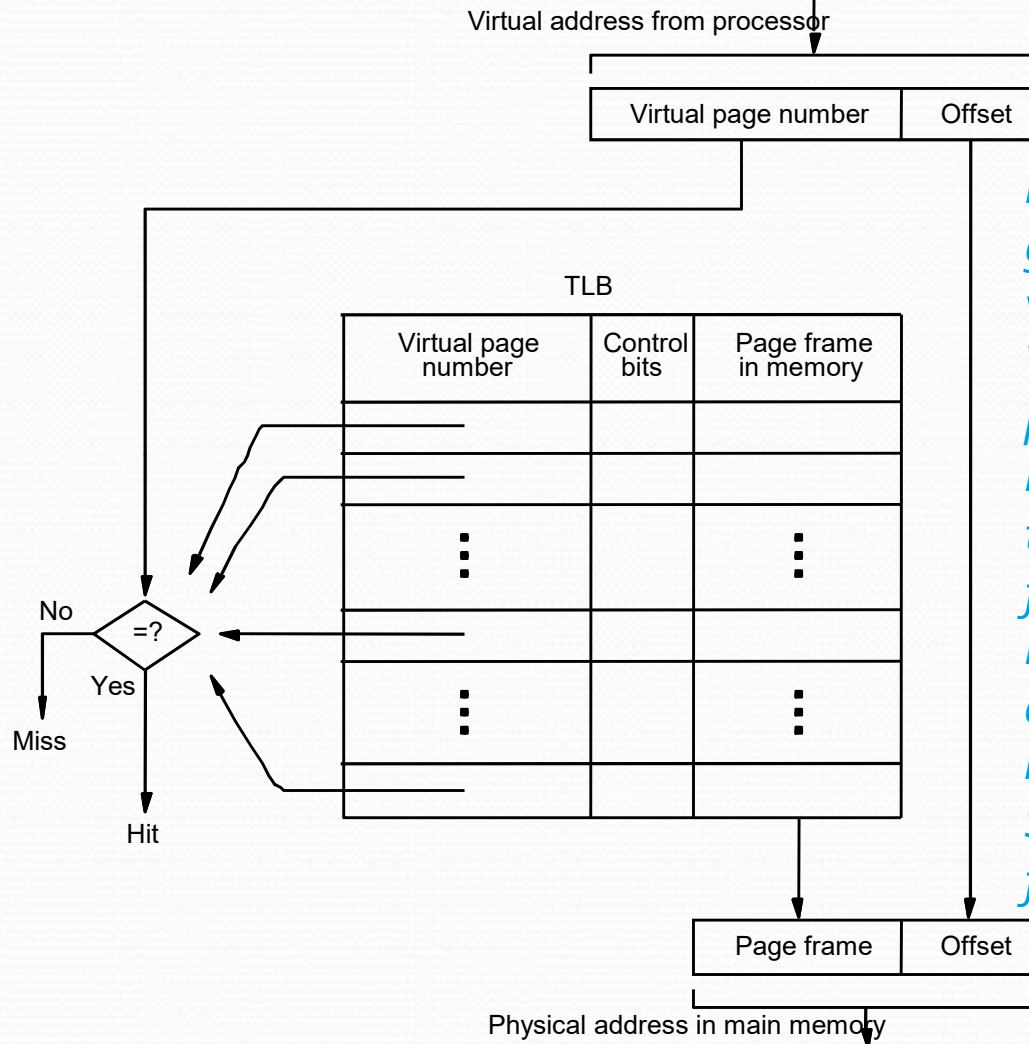 Virtual address from processor
Virtual page number
Offset
TLB
Virtual page
number
Control
bits
Page frame
in memory
No
=?
Yes
Miss
Hit
Page frame
Offset
Physical address in main memory